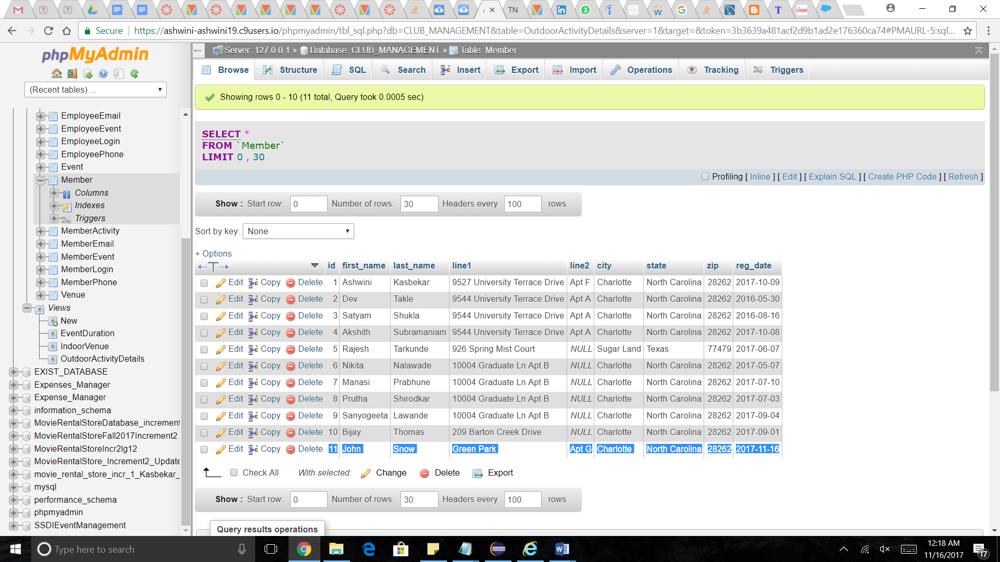 3
TN
T
Secure
https://ashwini-ashwini19.c9users.io/phpmyadmin/tbl_sql.php?db=CLUB_MANAGEMENT&table=OutdoorActivityDetails&server=1&target=&token=3b3639a481acf2d9b1ad2e176360ca74#PMAURL-5:sql...
phpMyAdmin
(Recent tables) ...
EmployeeEmail
EmployeeEvent
EmployeeLogin
EmployeePhone
Event
Member
Columns
Indexes
Triggers
MemberActivity
MemberEmail
MemberEvent
MemberLogin
MemberPhone
Venue
Views
New
EventDuration
IndoorVenue
OutdoorActivityDetails
EXIST_DATABASE
Expenses_Manager
Expense_Manager
information_schema
MovieRentalStoreDatabase_increment
MovieRentalStoreFall2017Increment2
MovieRentalStoreIncr2Ig12
MovieRentalStore_Increment2_Update
movie_rental_store_incr_1_Kasbekar_
mysql
performance_schema
phpmyadmin
SSDIEventManagement
Server: 127.0.0.1 » Database: CLUB_MANAGEMENT » Table: Member
Browse Structure SQL Search Insert Export Import Operations Tracking Triggers
Showing rows 0 - 10 (11 total, Query took 0.0005 sec)
SELECT *
FROM `Member`
LIMIT 0 , 30
Profiling [ Inline ] [ Edit ] [ Explain SQL ] [ Create PHP Code ] [ Refresh ]
Show : Start row: 0 Number of rows: 30 Headers every 100 rows
Sort by key: None
+ Options
id first_name last_name line1 line2 city state zip reg_date
Edit Copy Delete 1 Ashwini Kasbekar 9527 University Terrace Drive Apt F Charlotte North Carolina 28262 2017-10-09
Edit Copy Delete 2 Dev Takle 9544 University Terrace Drive Apt A Charlotte North Carolina 28262 2016-05-30
Edit Copy Delete 3 Satyam Shukla 9544 University Terrace Drive Apt A Charlotte North Carolina 28262 2016-08-16
Edit Copy Delete 4 Akshith Subramaniam 9544 University Terrace Drive Apt A Charlotte North Carolina 28262 2017-10-08
Edit Copy Delete 5 Rajesh Tarkunde 926 Spring Mist Court NULL Sugar Land Texas 77479 2017-06-07
Edit Copy Delete 6 Nikita Nalawade 10004 Graduate Ln Apt B NULL Charlotte North Carolina 28262 2017-05-07
Edit Copy Delete 7 Manasi Prabhune 10004 Graduate Ln Apt B NULL Charlotte North Carolina 28262 2017-07-10
Edit Copy Delete 8 Prutha Shirodkar 10004 Graduate Ln Apt B NULL Charlotte North Carolina 28262 2017-07-03
Edit Copy Delete 9 Sanyogeeta Lawande 10004 Graduate Ln Apt B NULL Charlotte North Carolina 28262 2017-09-04
Edit Copy Delete 10 Bijay Thomas 209 Barton Creek Drive NULL Charlotte North Carolina 28262 2017-09-01
Edit Copy Delete 11 John Snow Green Park Apt G Charlotte North Carolina 28262 2017-11-16
Check All With selected: Change Delete Export
Show : Start row: 0 Number of rows: 30 Headers every 100 rows
Query results operations
Type here to search
12:18 AM
11/16/2017
17